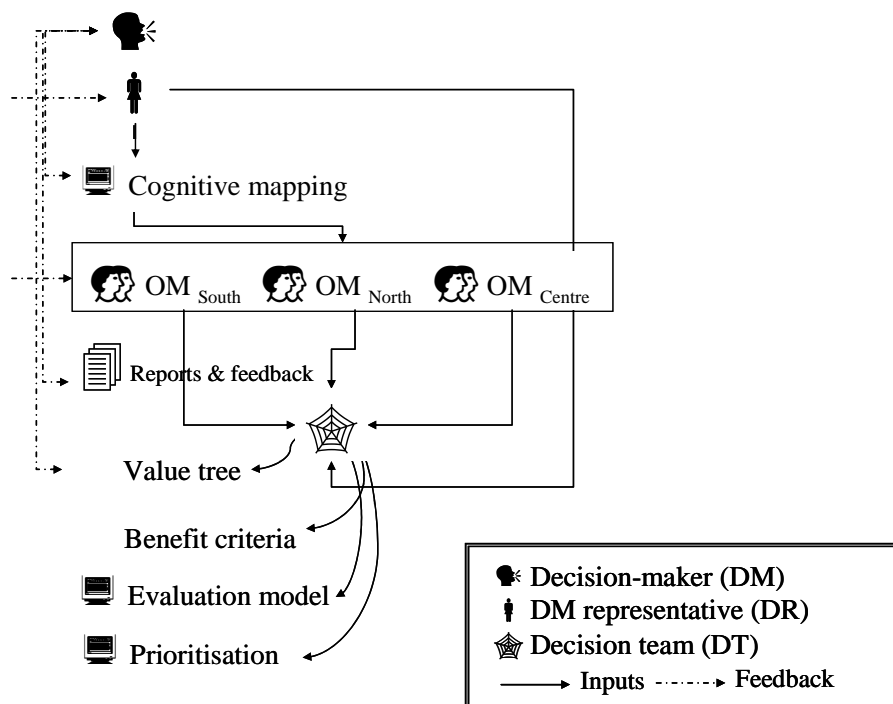 Cognitive mapping
OM South OM North OM Centre
Reports & feedback
Value tree
Benefit criteria
Evaluation model
Prioritisation
Decision-maker (DM)
DM representative (DR)
Decision team (DT)
Inputs Feedback